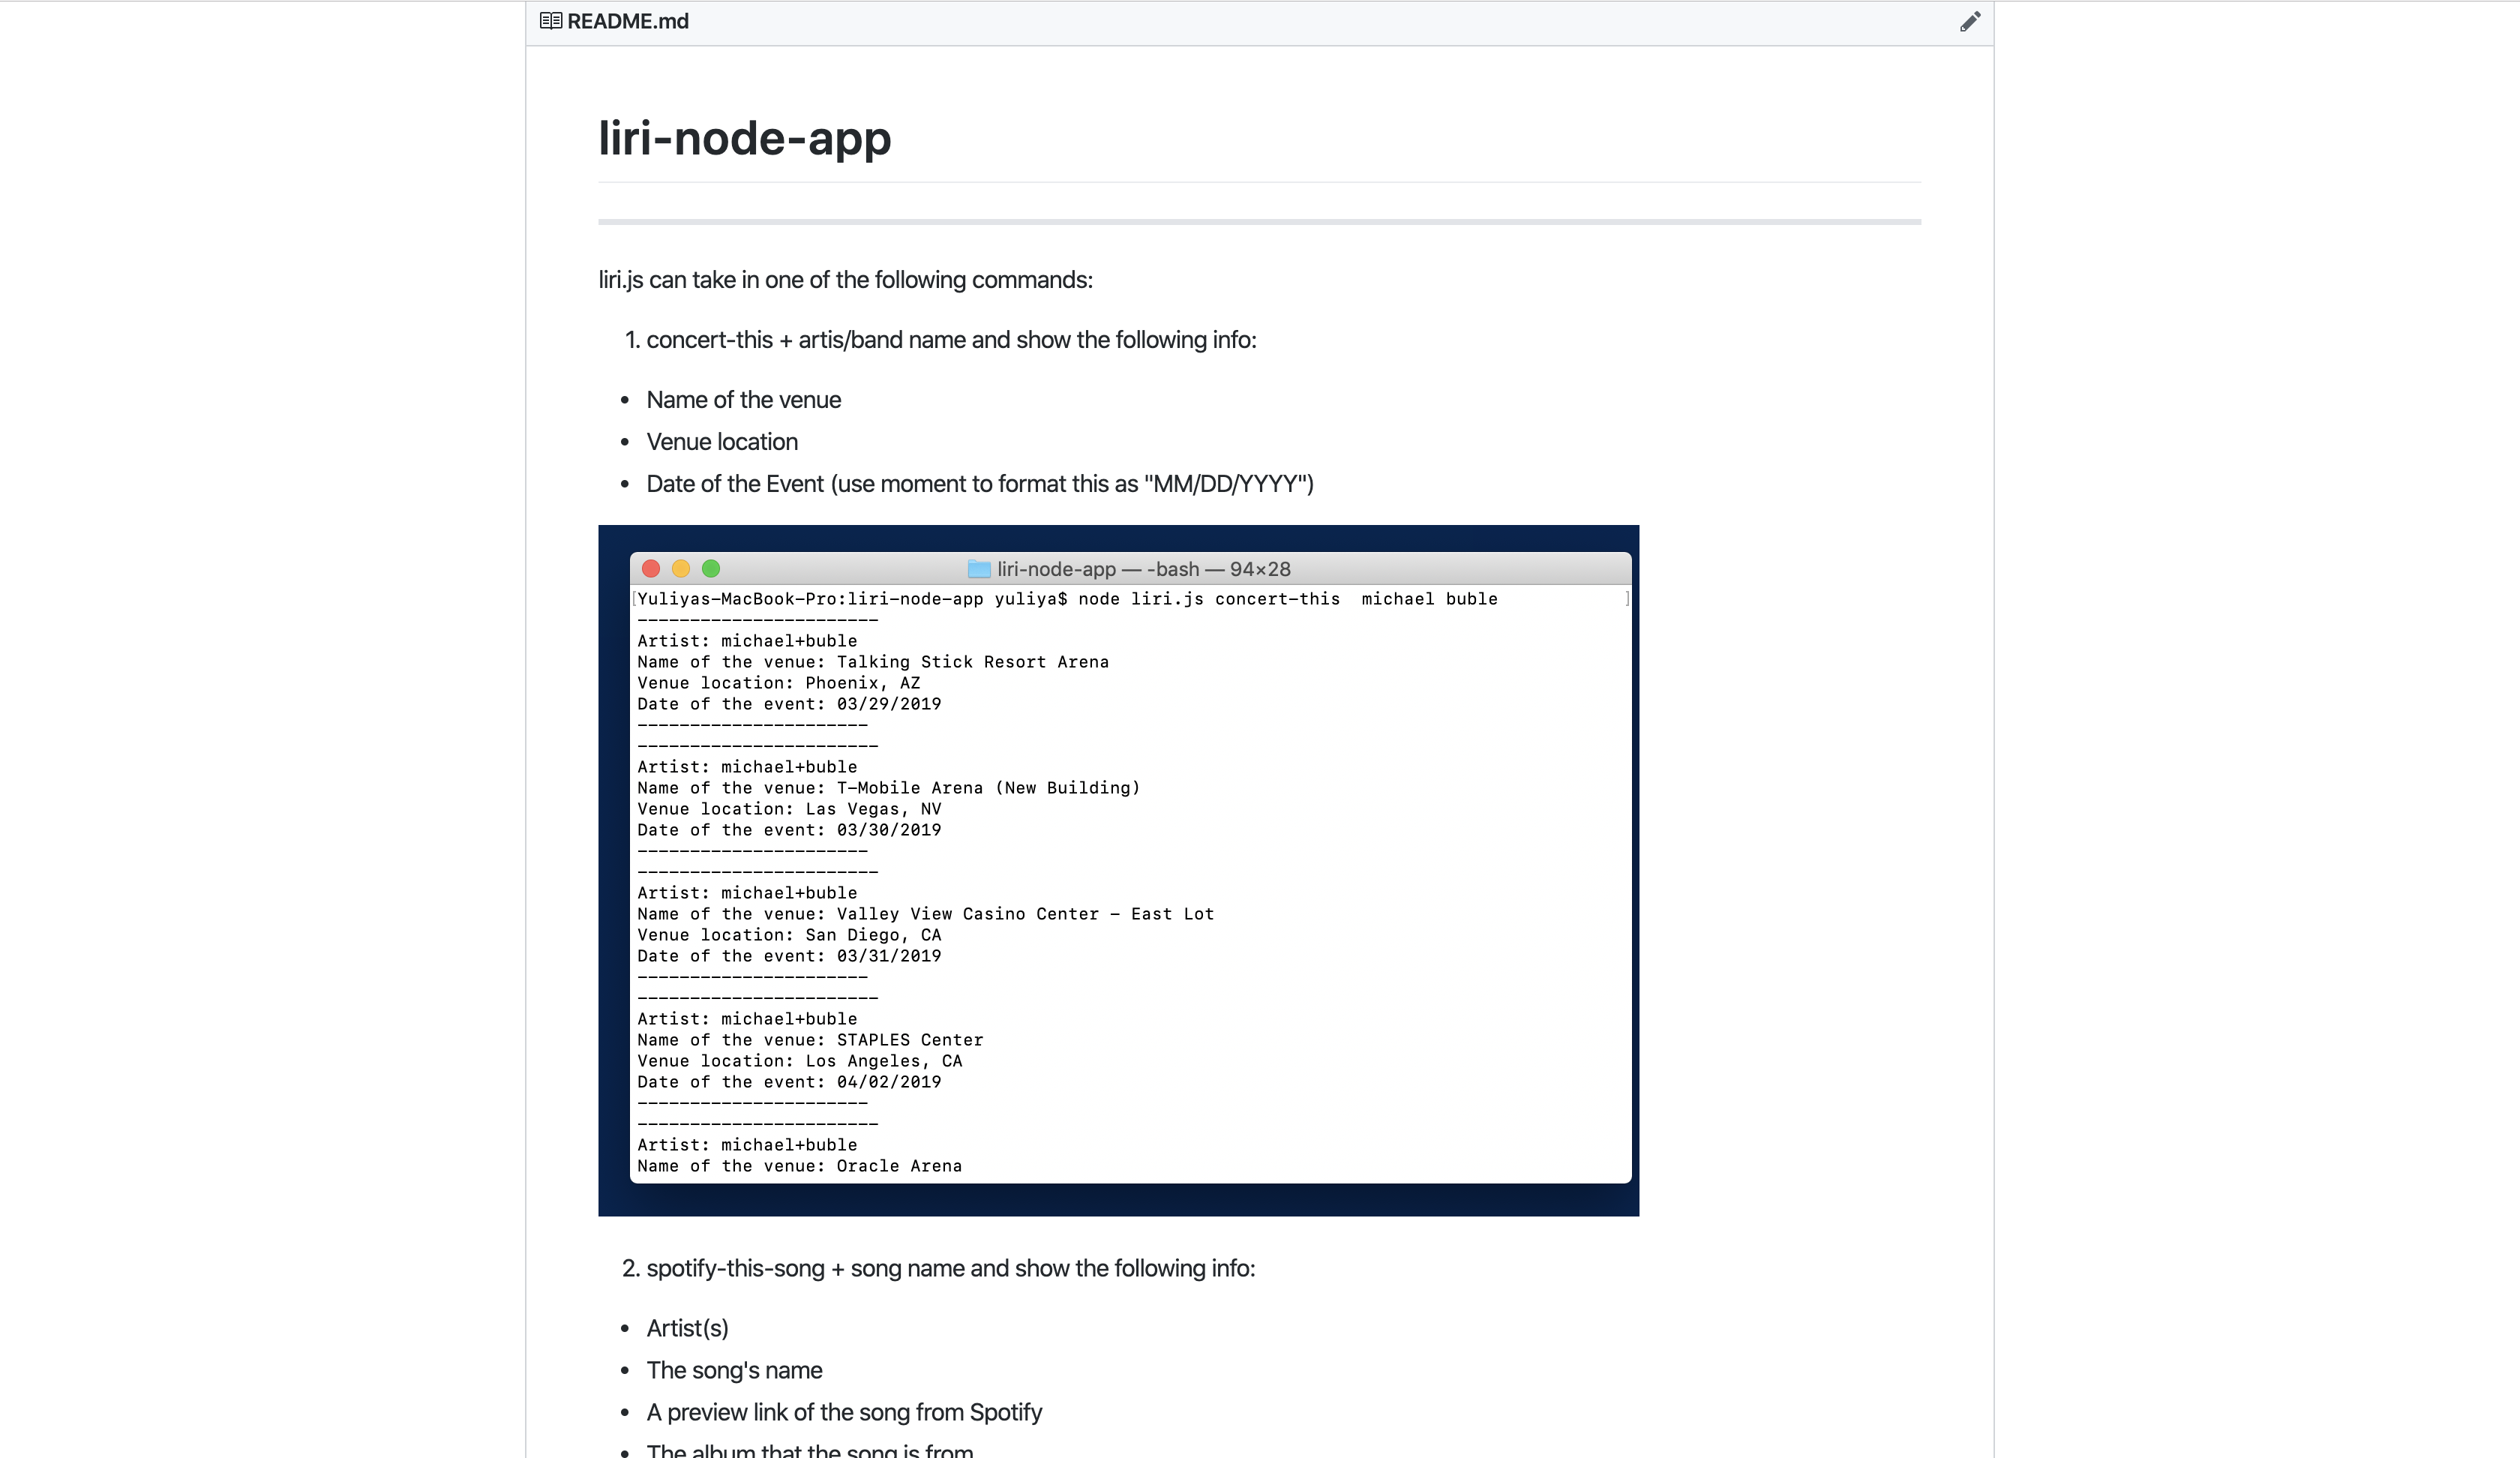 README.md
liri-node-app
liri.js can take in one of the following commands:
1. concert-this + artis/band name and show the following info:
• Name of the venue
• Venue location
• Date of the Event (use moment to format this as "MM/DD/YYYY")
liri-node-app — -bash — 94×28
[Yuliyas-MacBook-Pro:liri-node-app yuliya$ node liri.js concert-this  michael buble ]
-----------------------
Artist: michael+buble
Name of the venue: Talking Stick Resort Arena
Venue location: Phoenix, AZ
Date of the event: 03/29/2019
----------------------
-----------------------
Artist: michael+buble
Name of the venue: T-Mobile Arena (New Building)
Venue location: Las Vegas, NV
Date of the event: 03/30/2019
----------------------
-----------------------
Artist: michael+buble
Name of the venue: Valley View Casino Center - East Lot
Venue location: San Diego, CA
Date of the event: 03/31/2019
----------------------
-----------------------
Artist: michael+buble
Name of the venue: STAPLES Center
Venue location: Los Angeles, CA
Date of the event: 04/02/2019
----------------------
-----------------------
Artist: michael+buble
Name of the venue: Oracle Arena
2. spotify-this-song + song name and show the following info:
• Artist(s)
• The song's name
• A preview link of the song from Spotify
• The album that the song is from